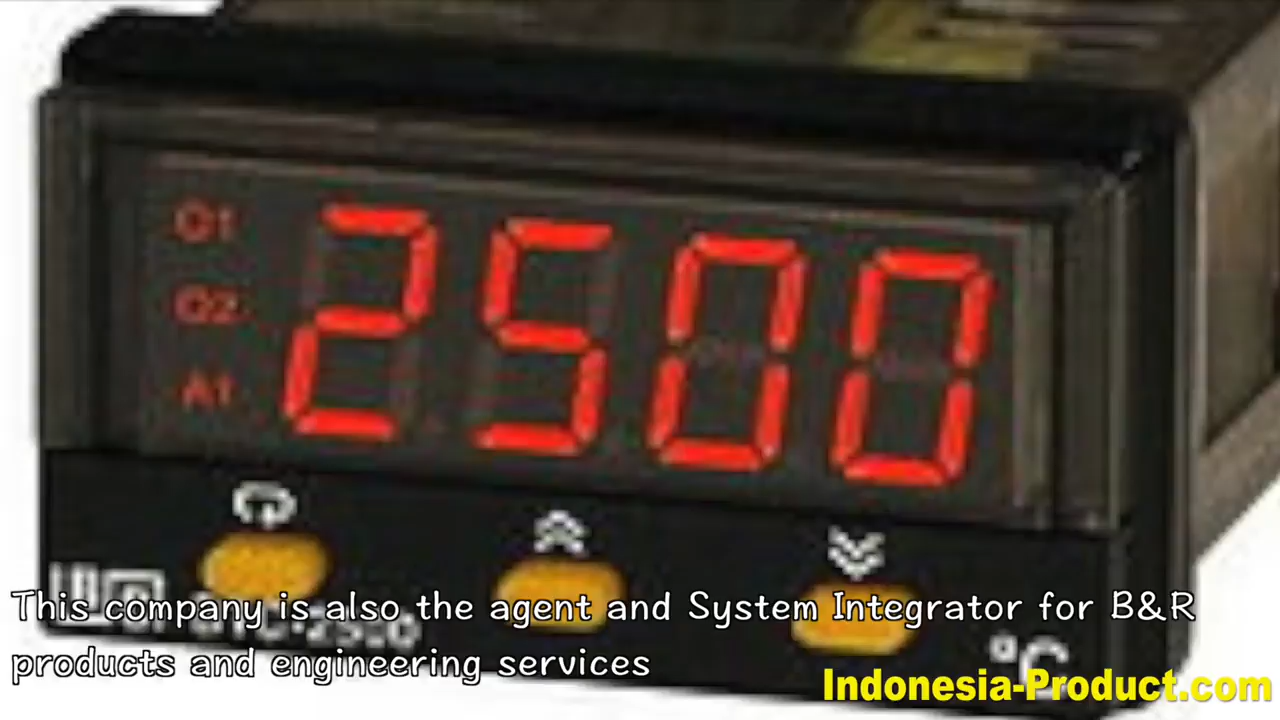 C1
C2
A1
2500
°C
This company is also the agent and System Integrator for B&R
products and engineering services
Indonesia-Product.com